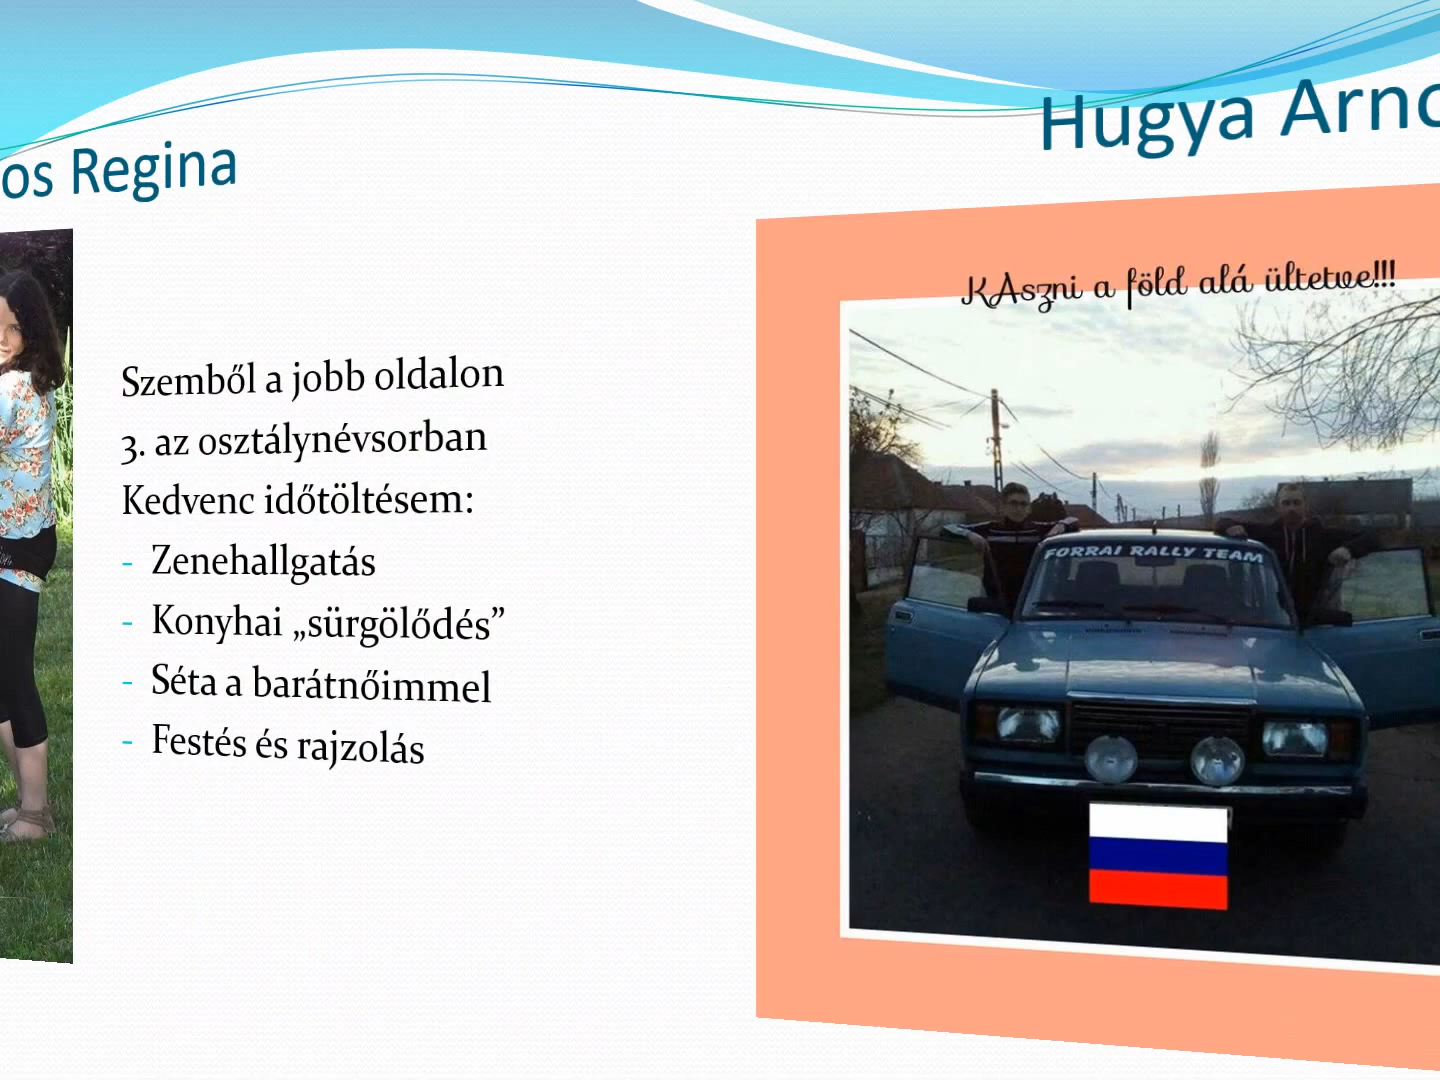 os Regina
Szemből a jobb oldalon
3. az osztálynévsorban
Kedvenc időtöltésem:
- Zenehallgatás
- Konyhai „sürgölődés”
- Séta a barátnőimmel
- Festés és rajzolás
Hugya Arno
KAszni a föld alá ültetve!!!
FORRAI RALLY TEAM